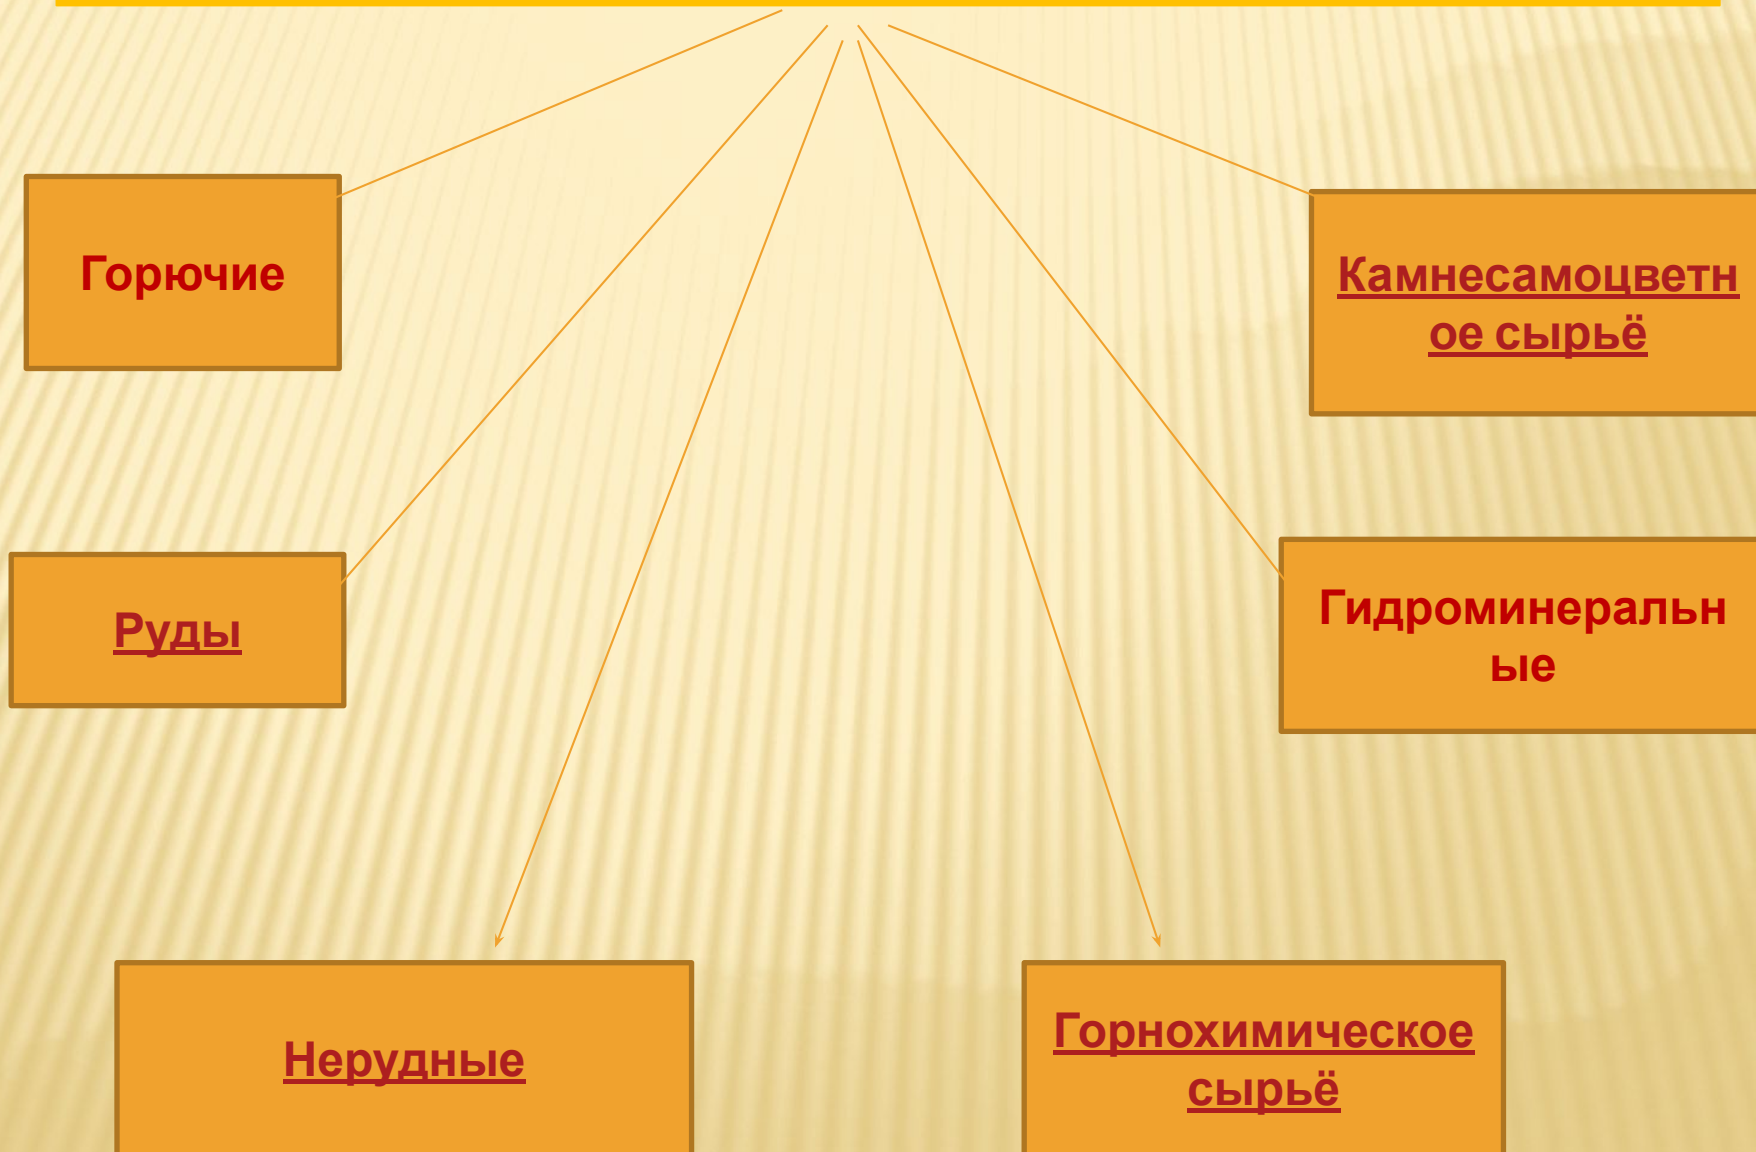 Горючие
Камнесамоцветн
ое сырьё
Руды
Гидроминеральн
ые
Нерудные
Горнохимическое
сырьё